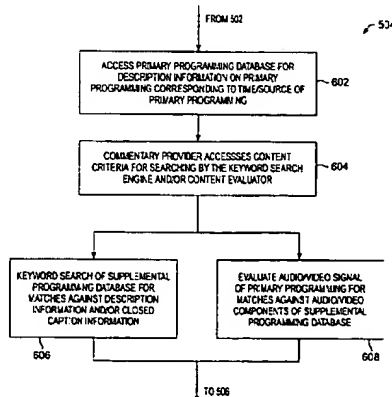 FROM 502
504
ACCESS PRIMARY PROGRAMMING DATABASE FOR
DESCRIPTION INFORMATION ON PRIMARY
PROGRAMMING CORRESPONDING TO TIME/SOURCE OF
PRIMARY PROGRAMMING
602
COMMENTARY PROVIDER ACCESSSES CONTENT
CRITERIA FOR SEARCHING BY THE KEYWORD SEARCH
ENGINE AND/OR CONTENT EVALUATOR
604
KEYWORD SEARCH OF SUPPLEMENTAL
PROGRAMMING DATABASE FOR
MATCHES AGAINST DESCRIPTION
INFORMATION AND/OR CLOSED
CAPTION INFORMATION
606
EVALUATE AUDIO/VIDEO SIGNAL
OF PRIMARY PROGRAMMING FOR
MATCHES AGAINST AUDIO/VIDEO
COMPONENTS OF SUPPLEMENTAL
PROGRAMMING DATABASE
608
TO 506